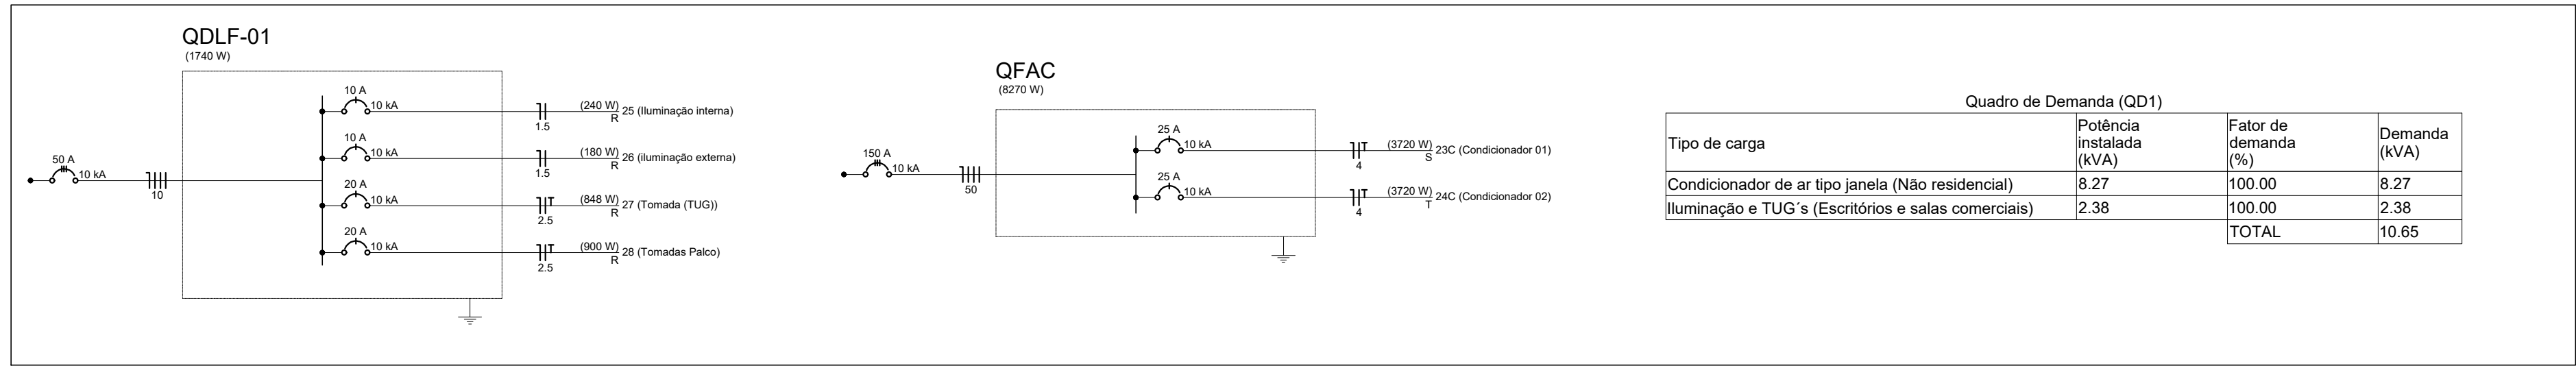 QDLF-01
(1740 W)
50 A
10 kA
10
10 A
10 kA
1.5
(240 W)
R
25 (Iluminação interna)
10 A
10 kA
1.5
(180 W)
R
26 (iluminação externa)
20 A
10 kA
T
2.5
(848 W)
R
27 (Tomada (TUG))
20 A
10 kA
T
2.5
(900 W)
R
28 (Tomadas Palco)
QFAC
(8270 W)
150 A
10 kA
50
25 A
10 kA
T
4
(3720 W)
S
23C (Condicionador 01)
25 A
10 kA
T
4
(3720 W)
T
24C (Condicionador 02)
Quadro de Demanda (QD1)
Tipo de carga
Potência
instalada
(kVA)
Fator de
demanda
(%)
Demanda
(kVA)
Condicionador de ar tipo janela (Não residencial) 8.27 100.00 8.27
Iluminação e TUG´s (Escritórios e salas comerciais) 2.38 100.00 2.38
TOTAL 10.65